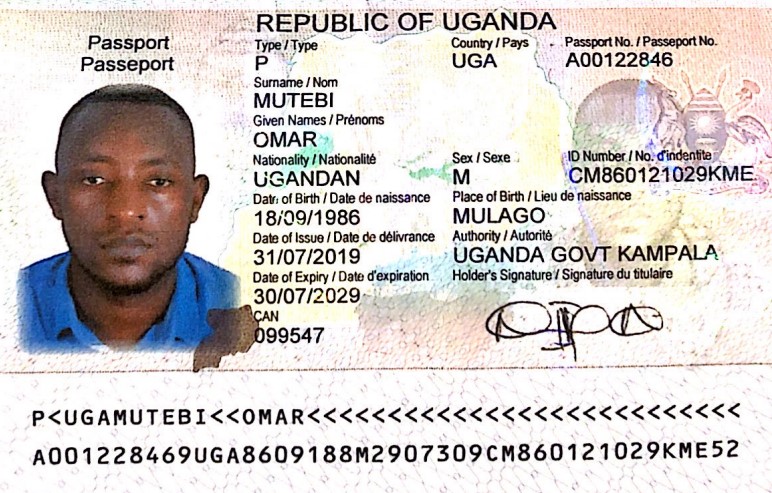 REPUBLIC OF UGANDA
Passport
Passeport
Type / Type
Country / Pays
Passport No. / Passeport No.
P
UGA
A00122846
Surname / Nom
MUTEBI
Given Names / Prénoms
OMAR
Nationality / Nationalité
Sex / Sexe
ID Number / No. d'indentite
UGANDAN
M
CM860121029KME
Date of Birth / Date de naissance
Place of Birth / Lieu de naissance
18/09/1986
MULAGO
Date of Issue / Date de délivrance
Authority / Autorité
31/07/2019
UGANDA GOVT KAMPALA
Date of Expiry / Date d'expiration
Holder's Signature / Signature du titulaire
30/07/2029
CAN
099547
P<UGAMUTEBI<<OMAR<<<<<<<<<<<<<<<<<<<<<<<<<<<
A001228469UGA8609188M2907309CM860121029KME52